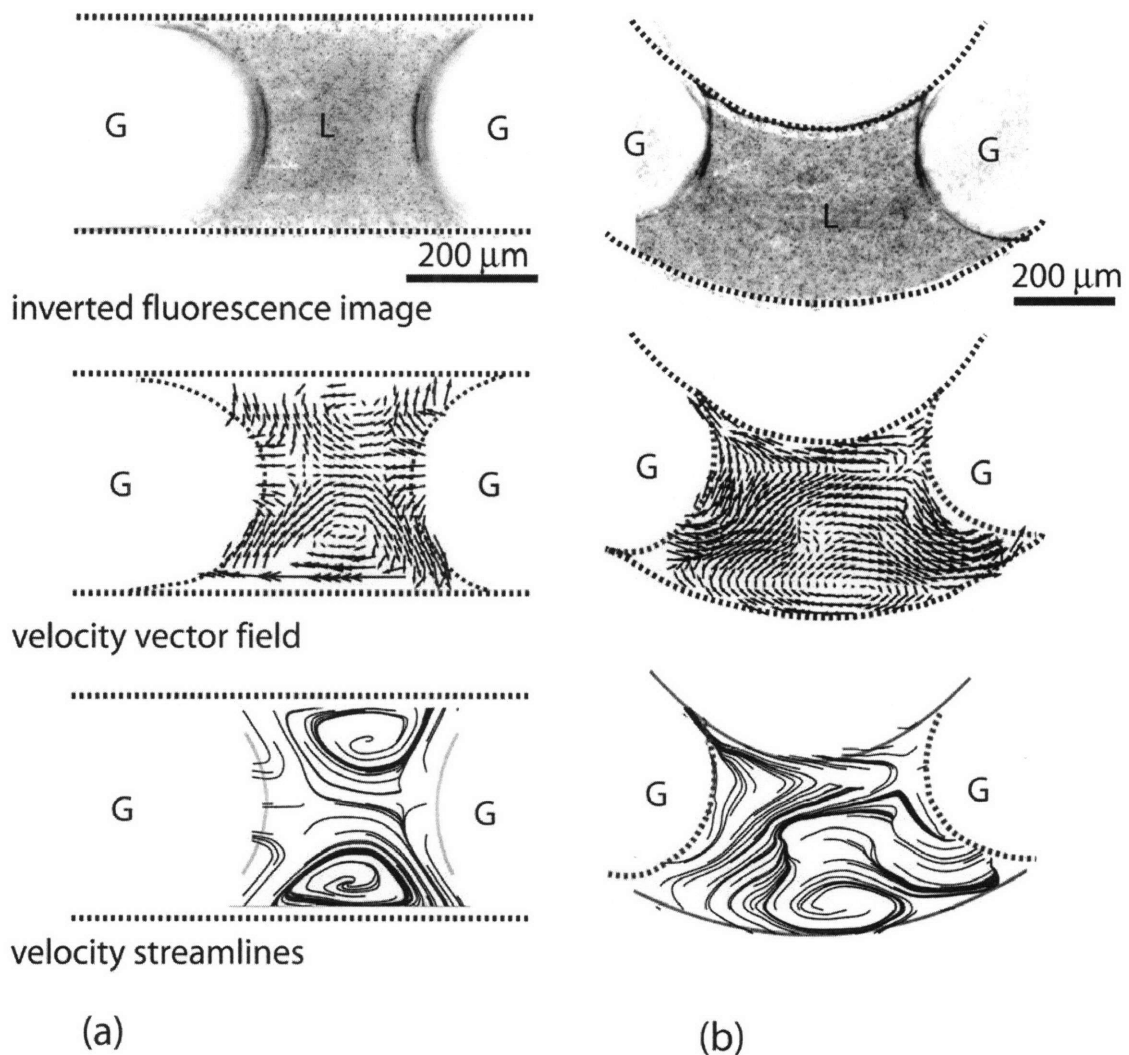 G
L
G
200 μm
inverted fluorescence image
G
L
G
200 μm
G
G
velocity vector field
G
G
G
G
velocity streamlines
G
G
(a)
(b)